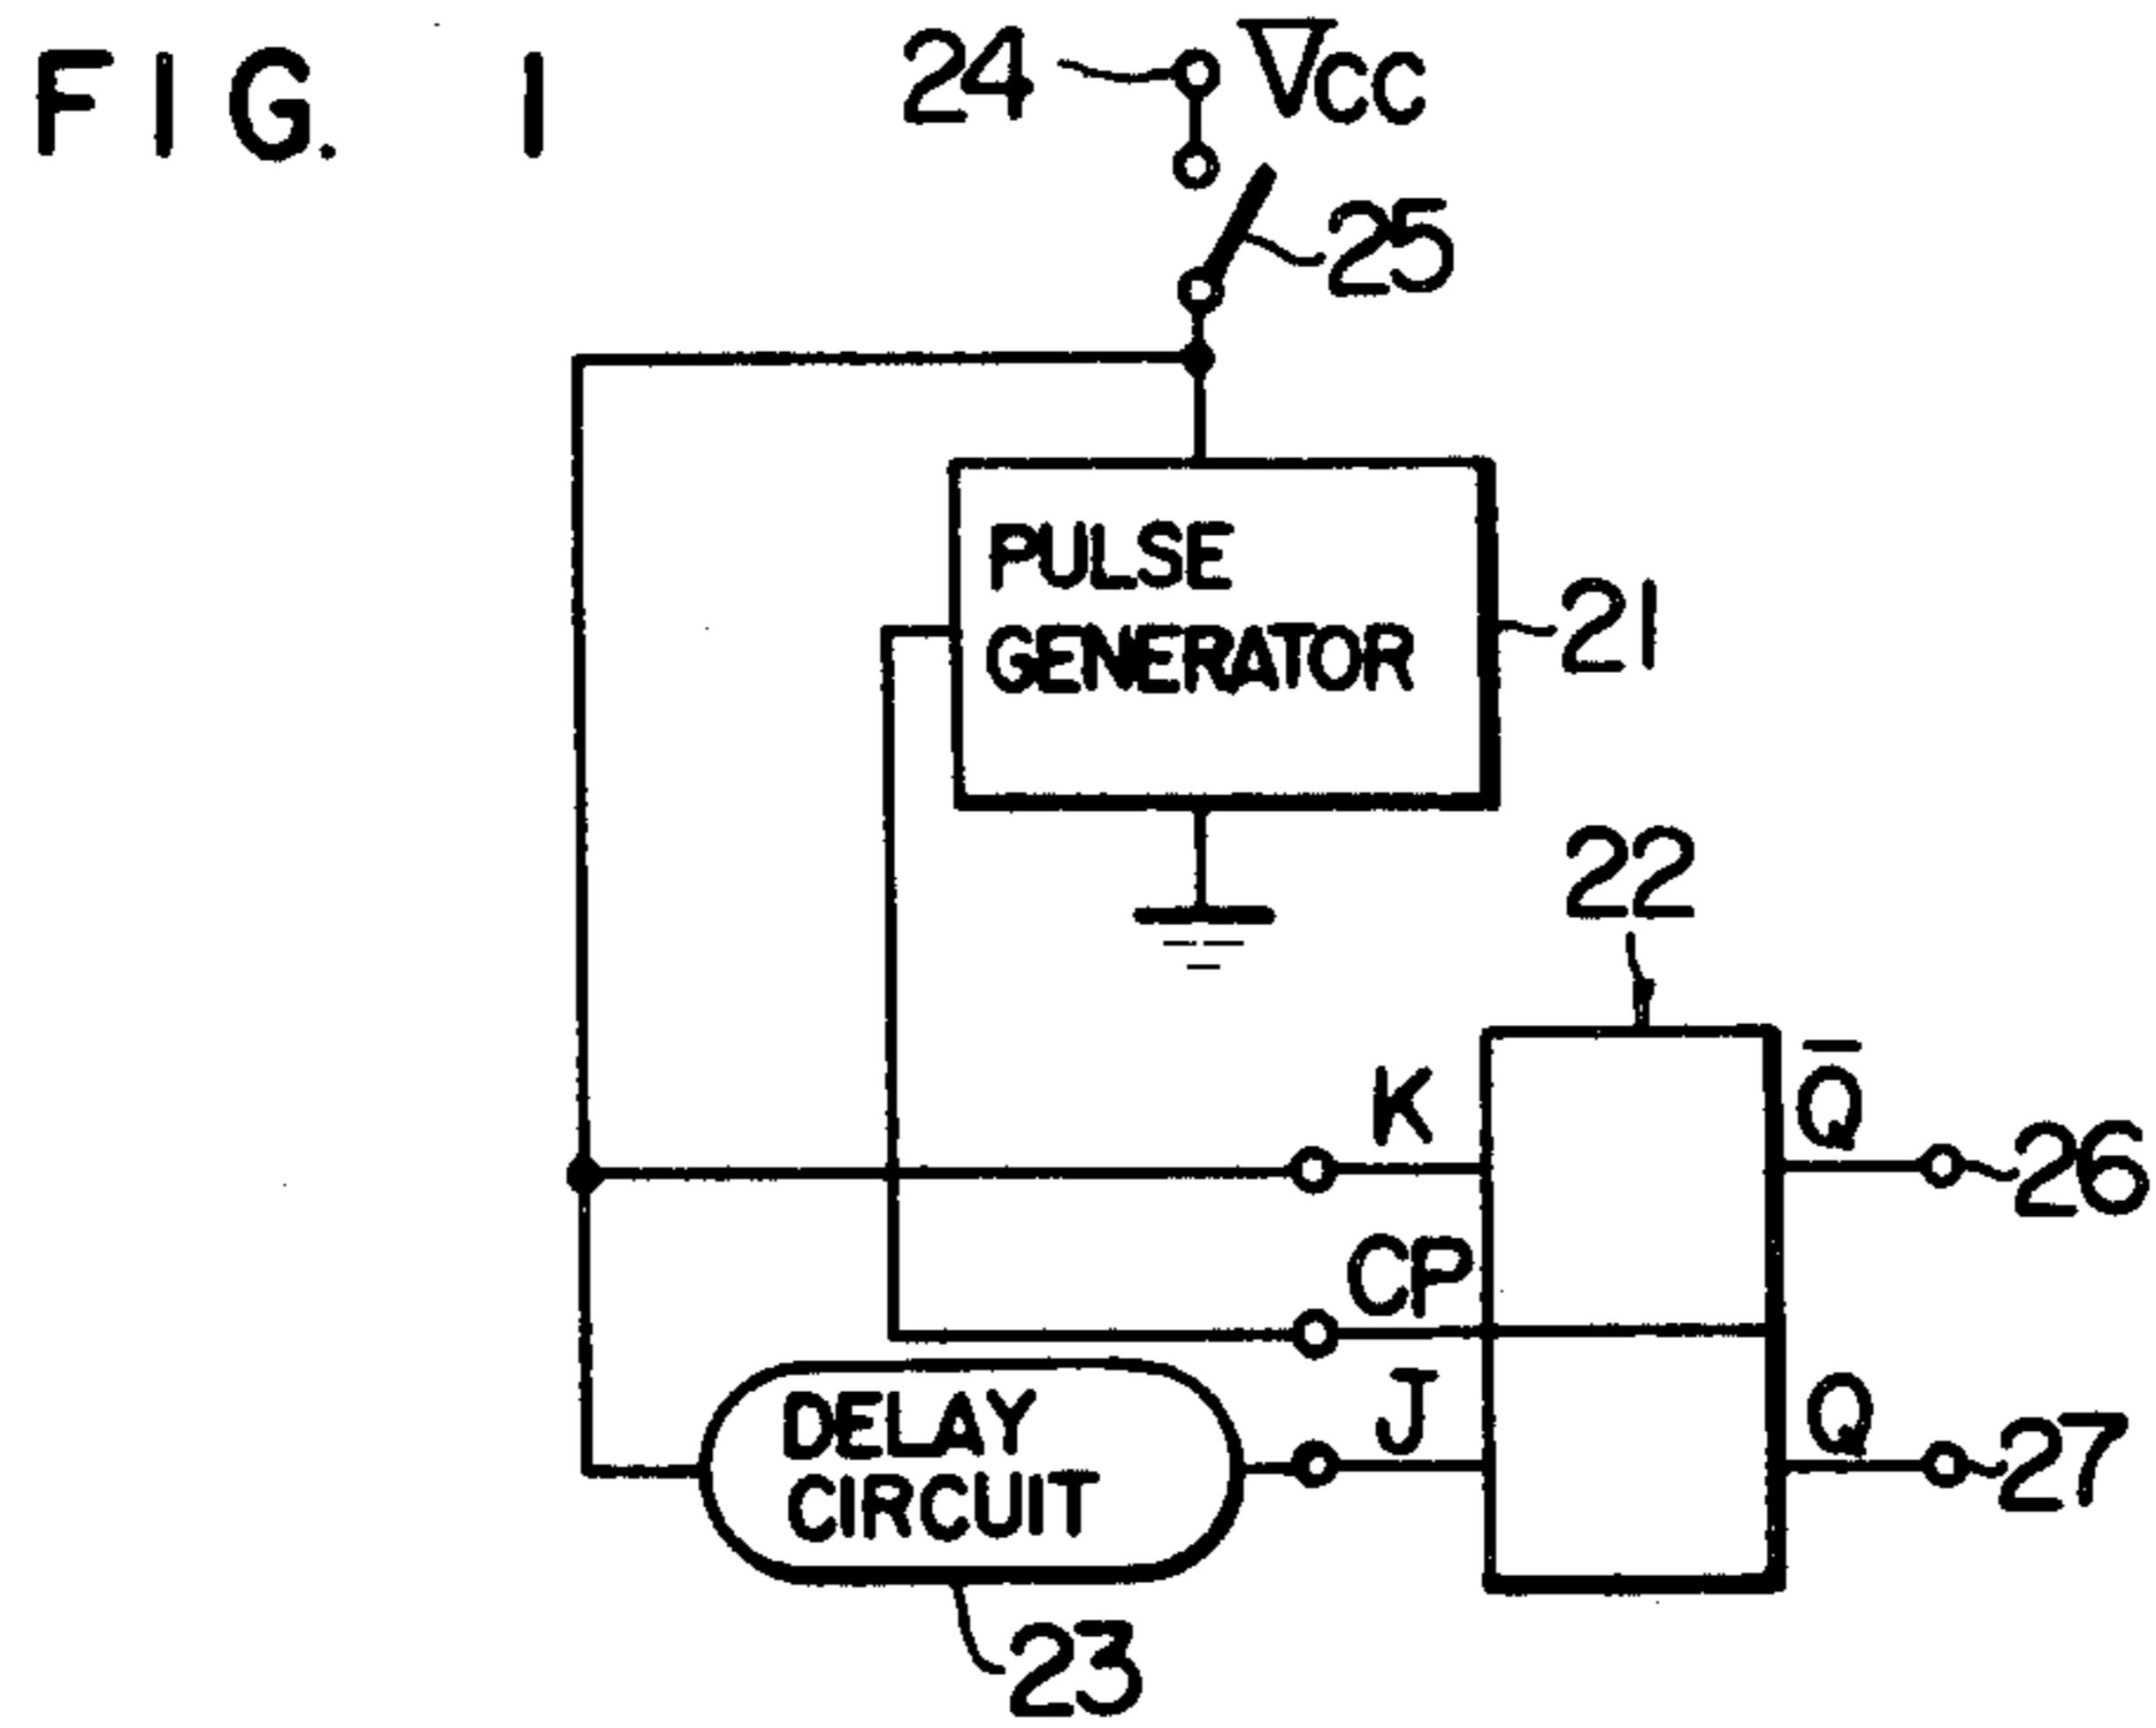 FIG. 1
24 Vcc
25
PULSE
GENERATOR
21
22
K
Q̅
26
CP
J
Q
27
DELAY
CIRCUIT
23